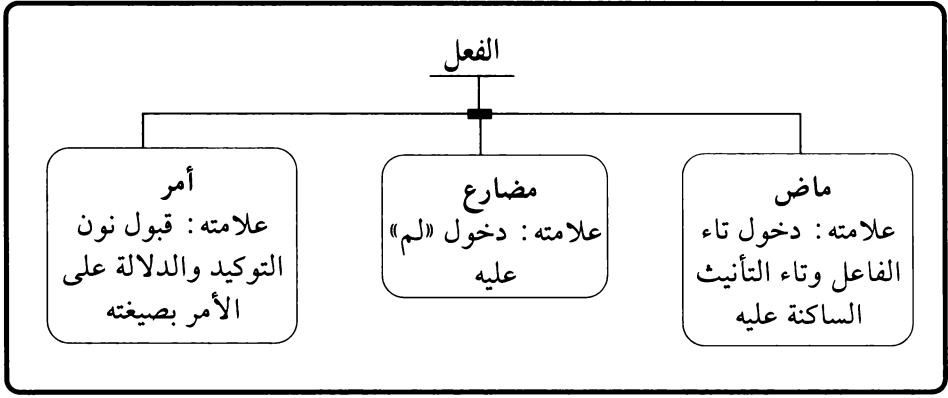 الفعل
ماض
علامته: دخول تاء
الفاعل وتاء التأنيث
الساكنة عليه
مضارع
علامته: دخول «لم»
عليه
أمر
علامته: قبول نون
التوكيد والدلالة على
الأمر بصيغته